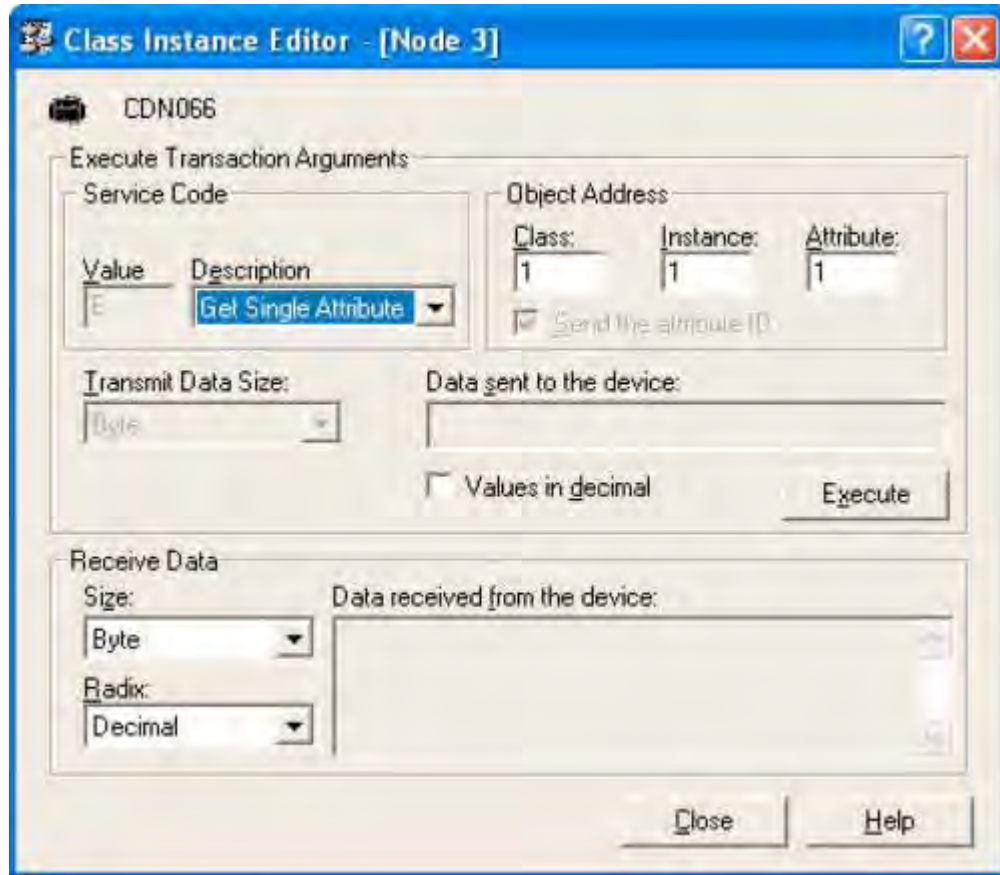 Class Instance Editor - [Node 3]
CDN066
Execute Transaction Arguments
Service Code
Object Address
Value
Description
Class:
Instance:
Attribute:
E
Get Single Attribute
1
1
1
Send the attribute ID
Transmit Data Size:
Data sent to the device:
Byte
Values in decimal
Execute
Receive Data
Size:
Data received from the device:
Byte
Radix:
Decimal
Close
Help